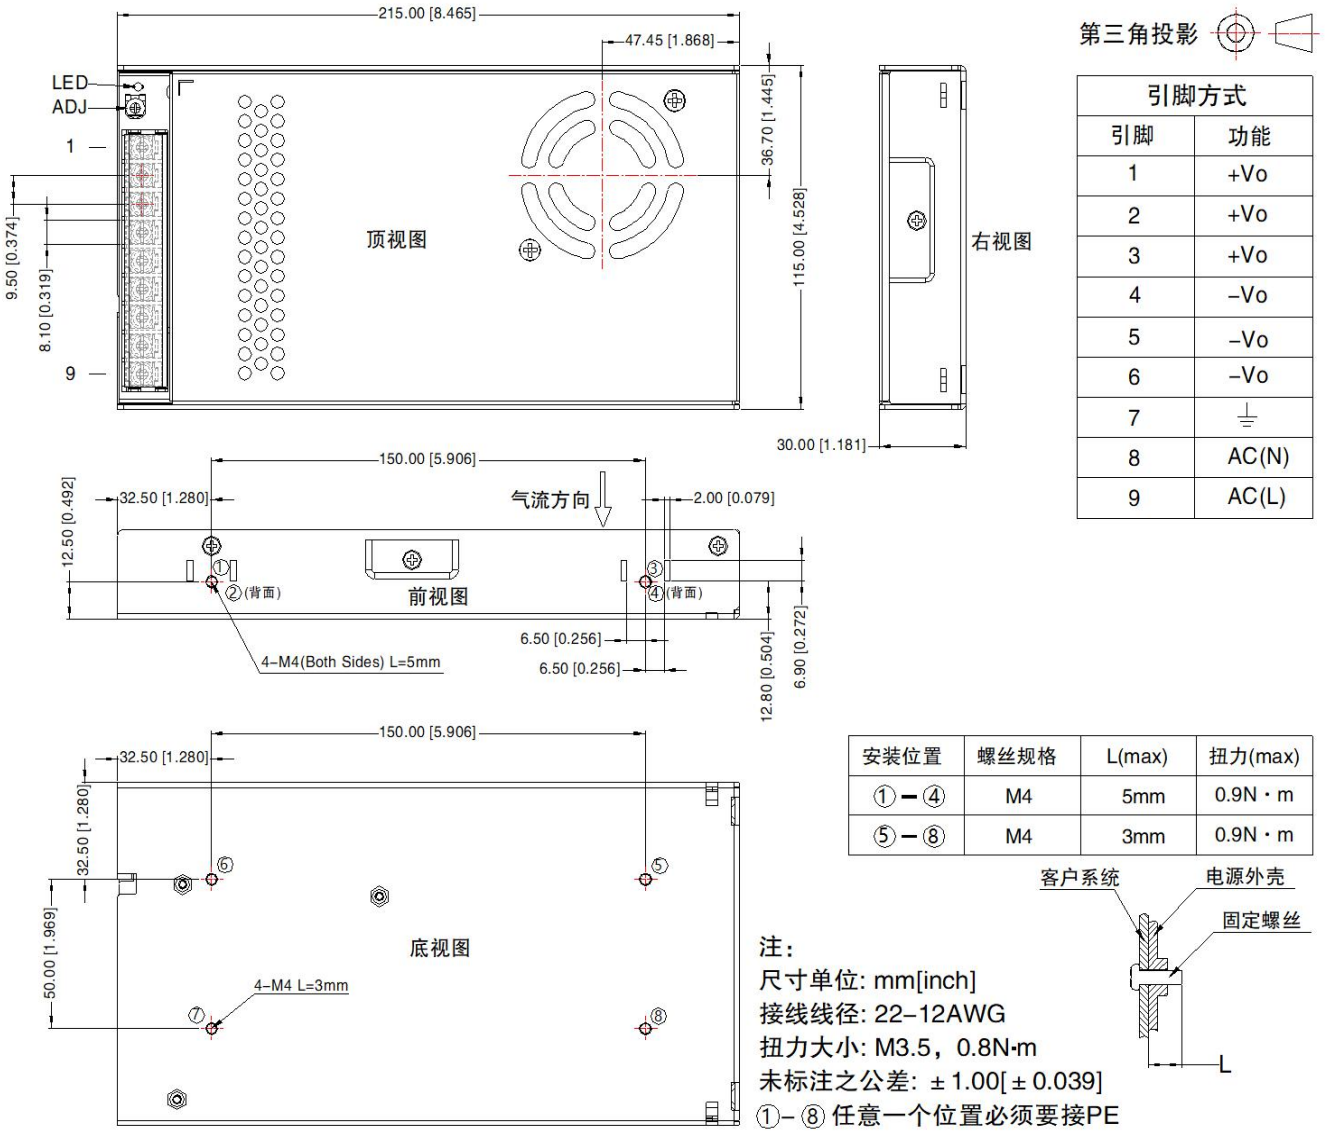 215.00 [8.465]
47.45 [1.868]
第三角投影
LED
ADJ
1
9
9.50 [0.374]
8.10 [0.319]
36.70 [1.445]
115.00 [4.528]
顶视图
右视图
30.00 [1.181]
引脚方式
引脚 功能
1 +Vo
2 +Vo
3 +Vo
4 −Vo
5 −Vo
6 −Vo
7 ⏚
8 AC(N)
9 AC(L)
150.00 [5.906]
32.50 [1.280]
12.50 [0.492]
气流方向
2.00 [0.079]
①
②(背面)
③
④(背面)
前视图
6.50 [0.256]
6.50 [0.256]
12.80 [0.504]
6.90 [0.272]
4-M4(Both Sides) L=5mm
150.00 [5.906]
32.50 [1.280]
32.50 [1.280]
50.00 [1.969]
⑥
⑤
底视图
4-M4 L=3mm
⑦
⑧
安装位置 螺丝规格 L(max) 扭力(max)
①－④ M4 5mm 0.9N·m
⑤－⑧ M4 3mm 0.9N·m
客户系统
电源外壳
固定螺丝
L
注：
尺寸单位: mm[inch]
接线线径: 22-12AWG
扭力大小: M3.5，0.8N·m
未标注之公差: ±1.00[±0.039]
①-⑧ 任意一个位置必须要接PE